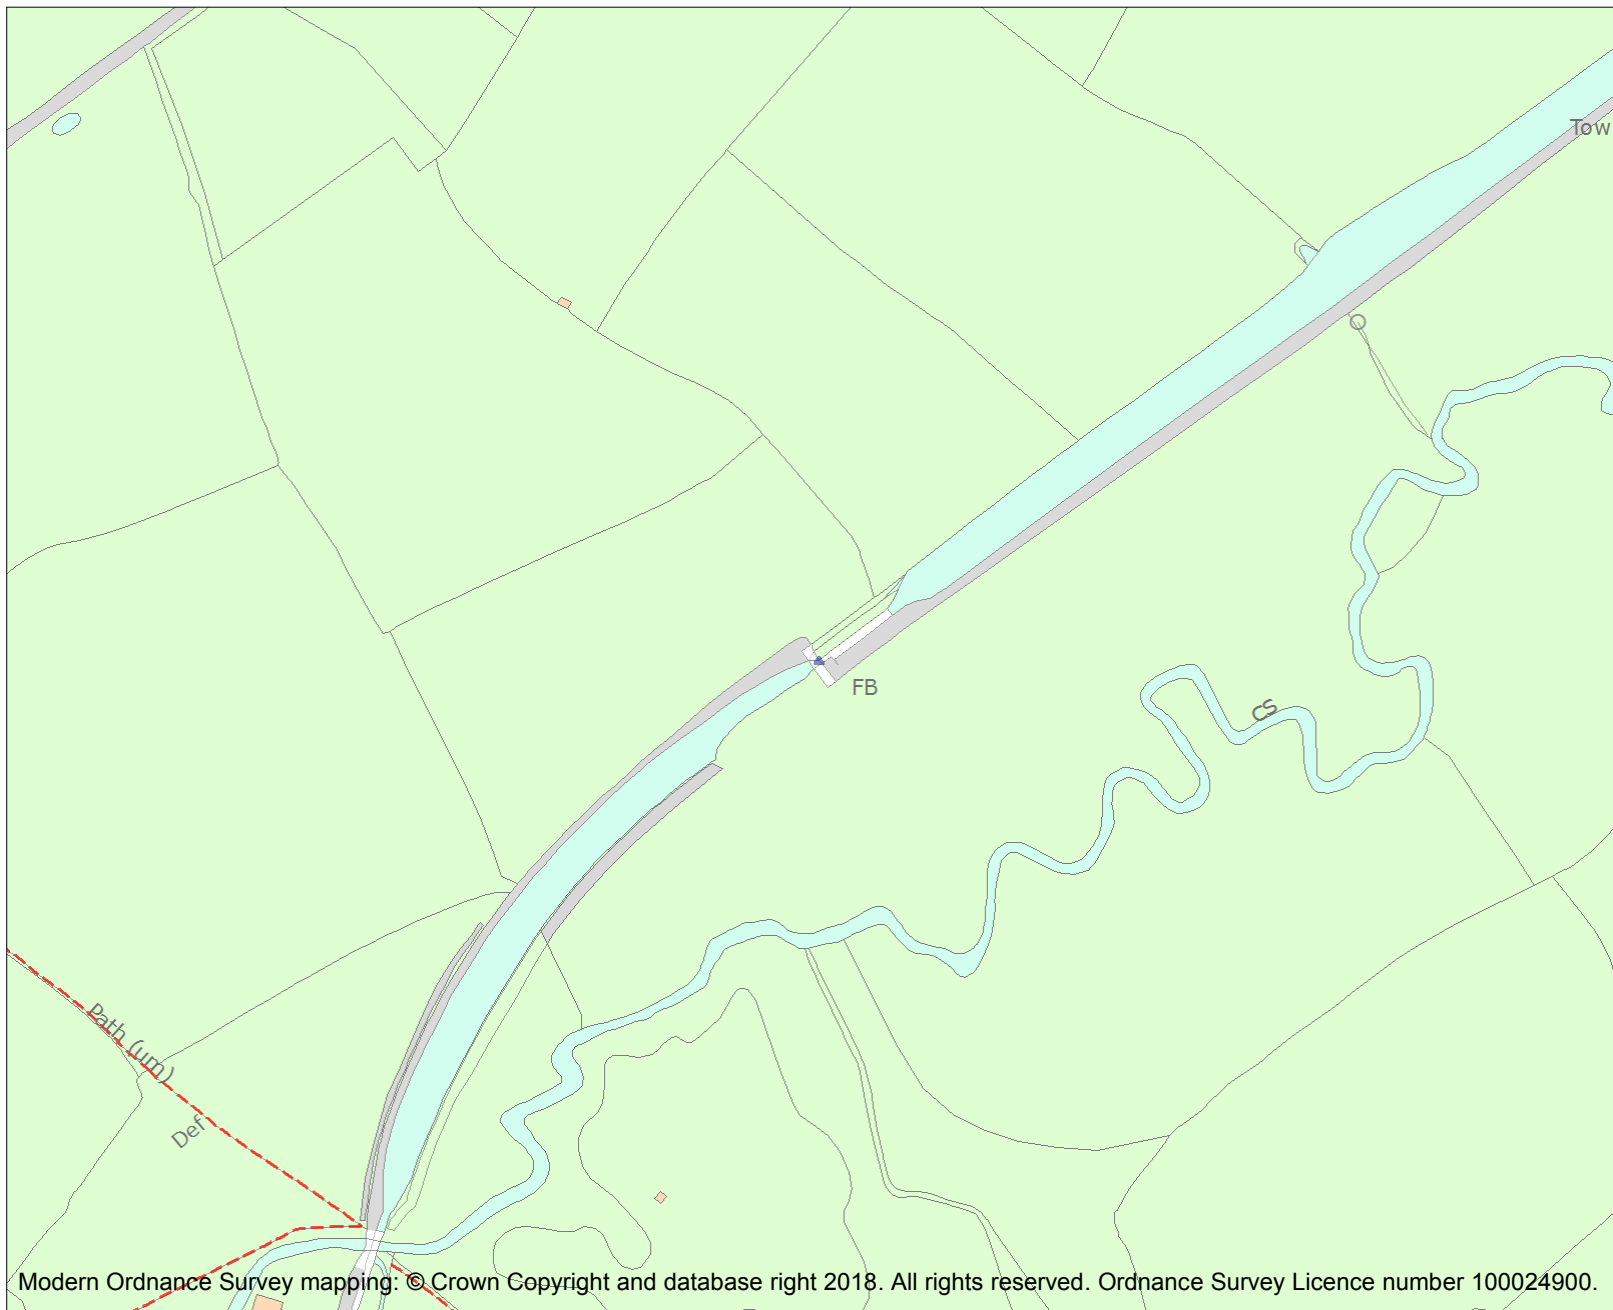 Tow
FB
CS
Path (um)
Def
Modern Ordnance Survey mapping: © Crown Copyright and database right 2018. All rights reserved. Ordnance Survey Licence number 100024900.